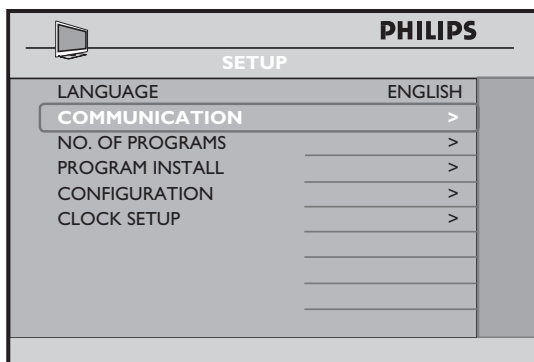 PHILIPS
SETUP
LANGUAGE ENGLISH
COMMUNICATION >
NO. OF PROGRAMS >
PROGRAM INSTALL >
CONFIGURATION >
CLOCK SETUP >